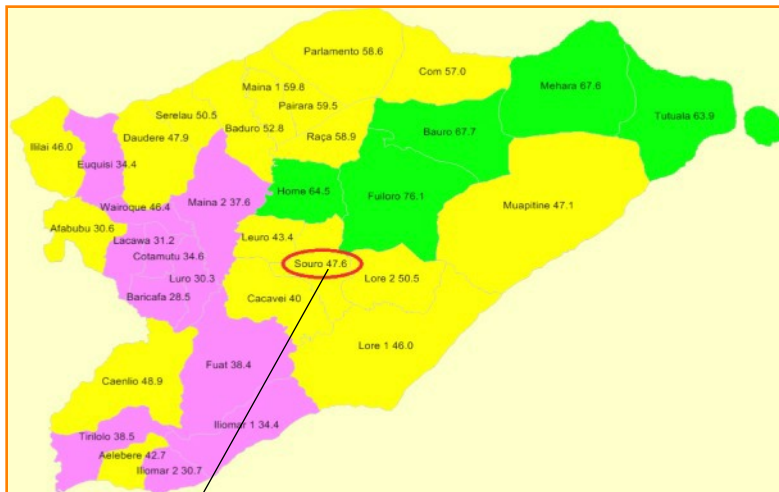 Parlamento 58.6
Com 57.0
Mehara 67.6
Tutuala 63.9
Maina 1 59.8
Pairara 59.5
Serelau 50.5
Baduro 52.8
Raça 58.9
Bauro 67.7
Daudere 47.9
Ililai 46.0
Euquisi 34.4
Home 64.5
Fuiloro 76.1
Maina 2 37.6
Wairoque 46.4
Muapitine 47.1
Afabubu 30.6
Lacawa 31.2
Leuro 43.4
Cotamutu 34.6
Souro 47.6
Luro 30.3
Lore 2 50.5
Baricafa 28.5
Cacavei 40
Lore 1 46.0
Fuat 38.4
Caenlio 48.9
Iliomar 1 34.4
Tirilolo 38.5
Aelebere 42.7
Iliomar 2 30.7